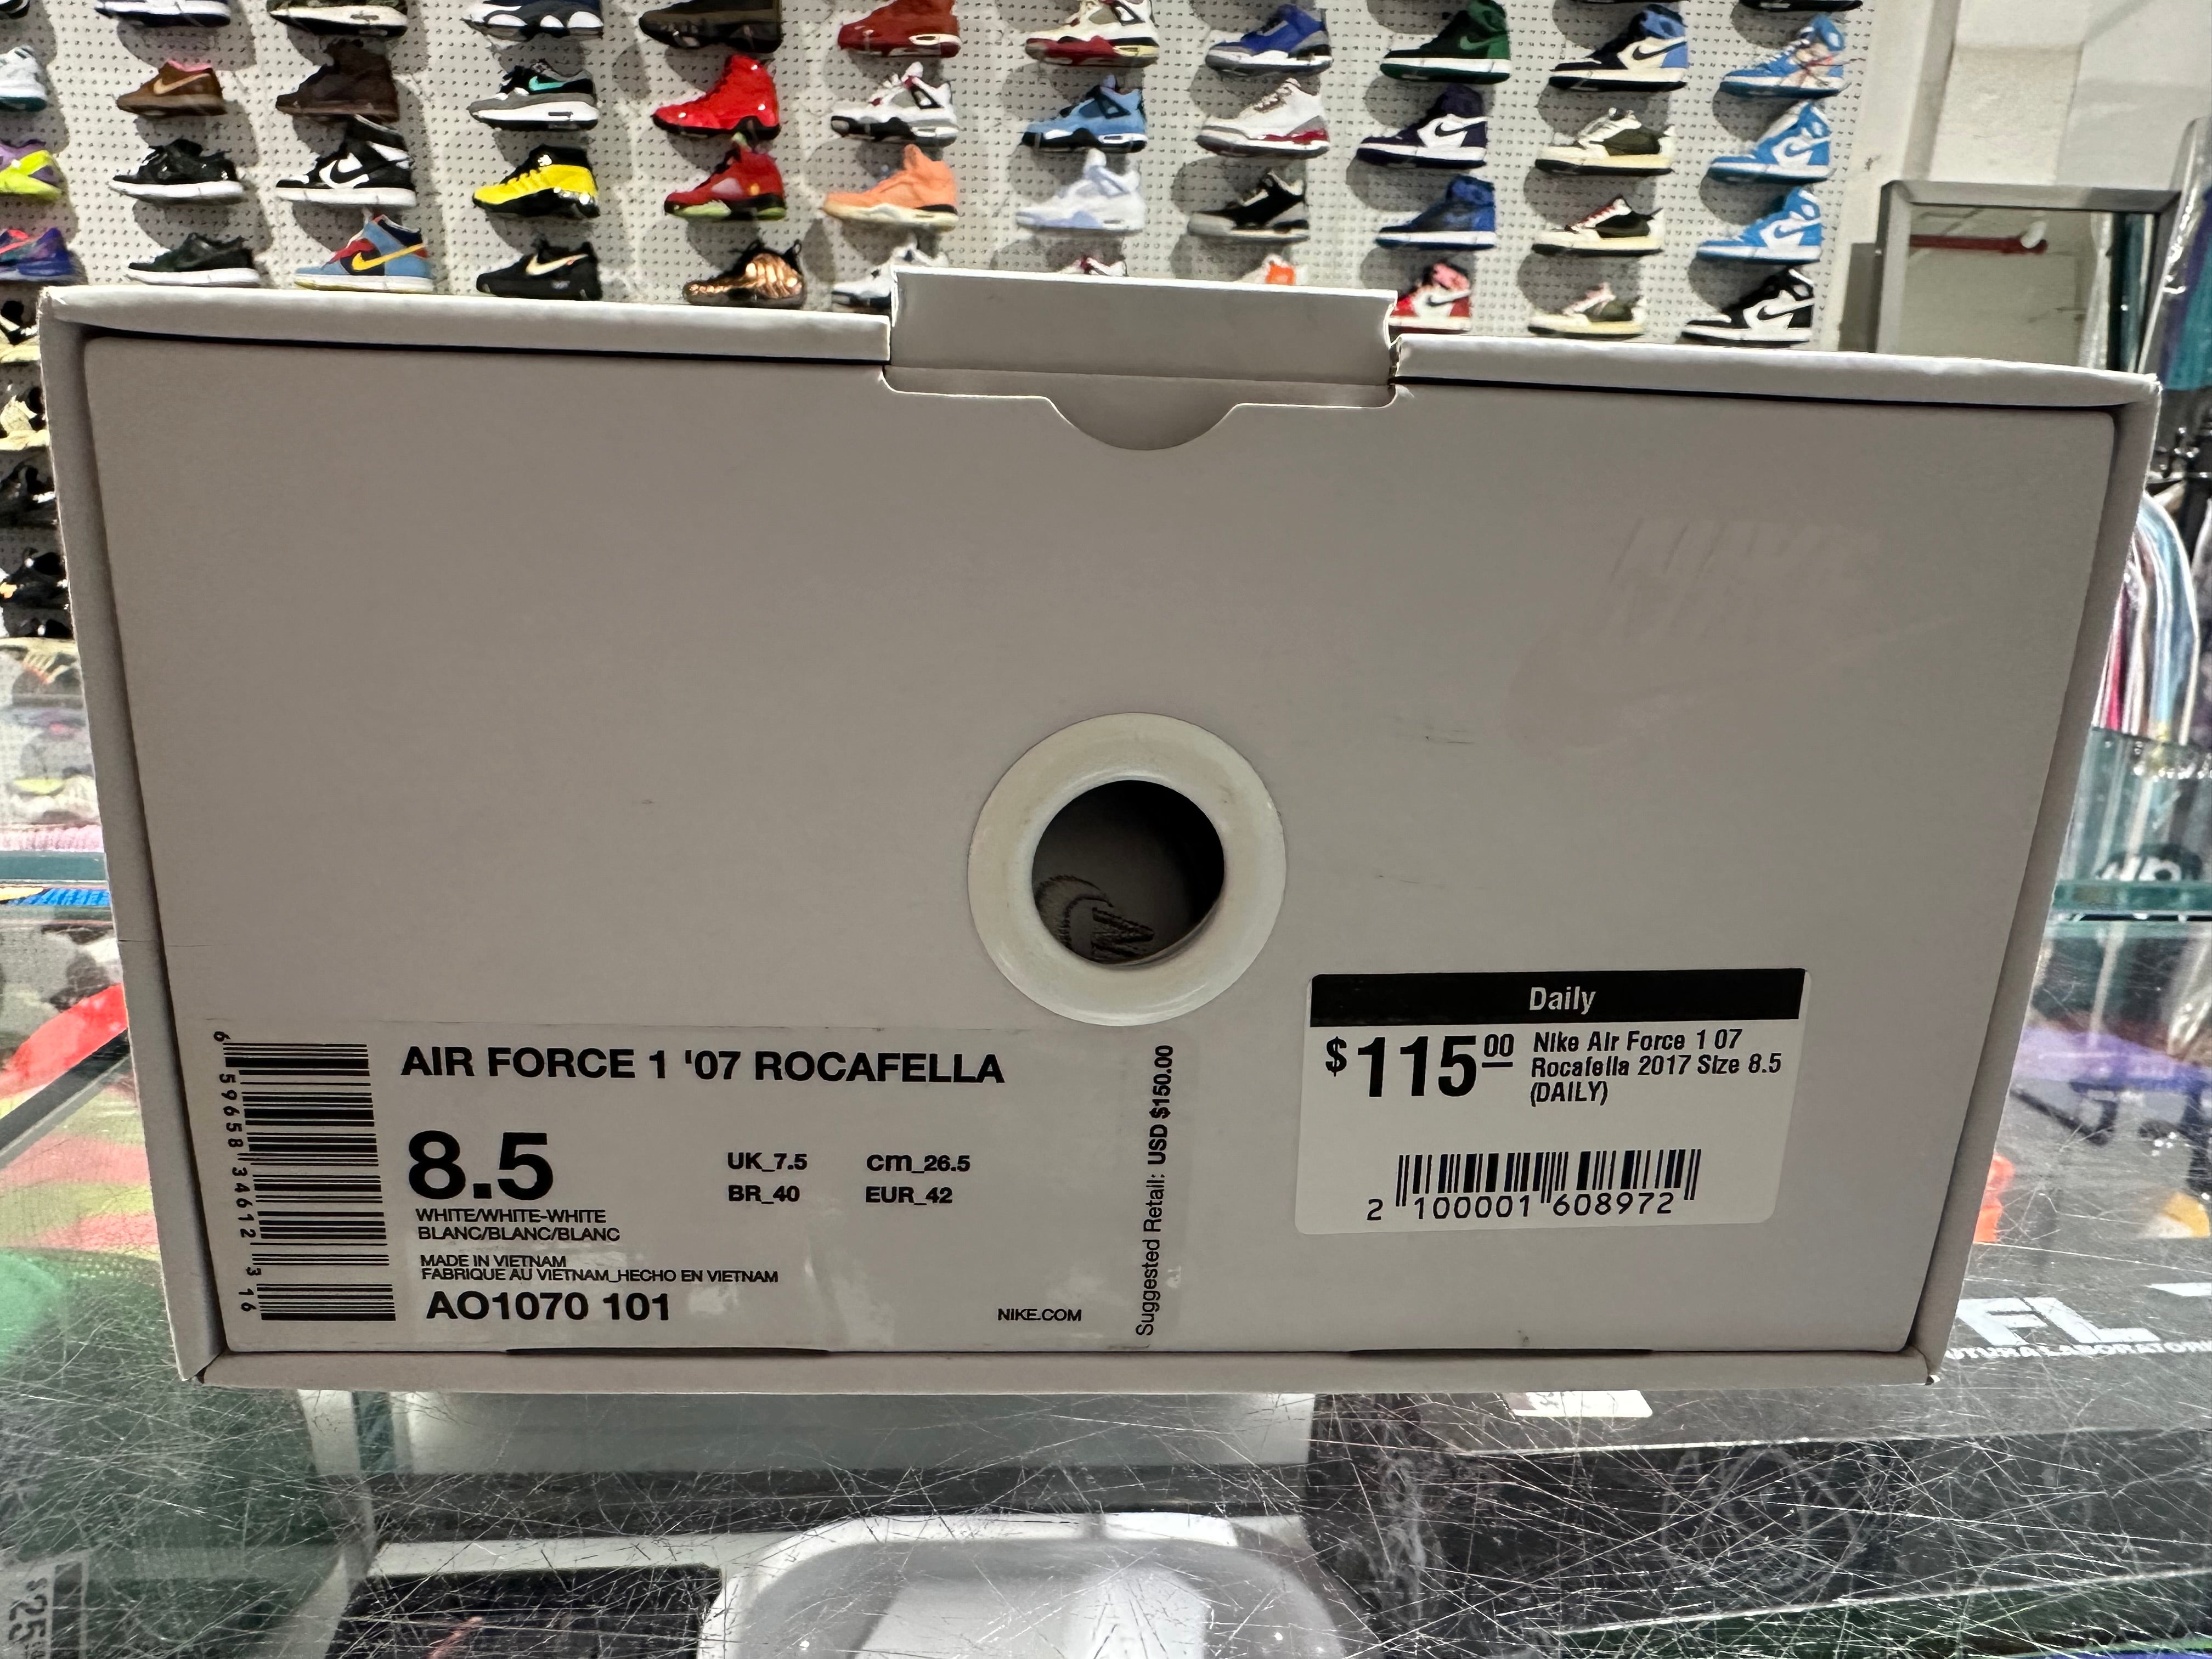 AIR FORCE 1 '07 ROCAFELLA
8.5
UK_7.5
cm_26.5
BR_40
EUR_42
WHITE/WHITE-WHITE
BLANC/BLANC/BLANC
MADE IN VIETNAM
FABRIQUE AU VIETNAM_HECHO EN VIETNAM
AO1070 101
NIKE.COM
6 59658 34612 3 16
Suggested Retail: USD $150.00
Daily
$115.00
Nike Air Force 1 07
Rocafella 2017 Size 8.5
(DAILY)
2 100001 608972
FL
$25